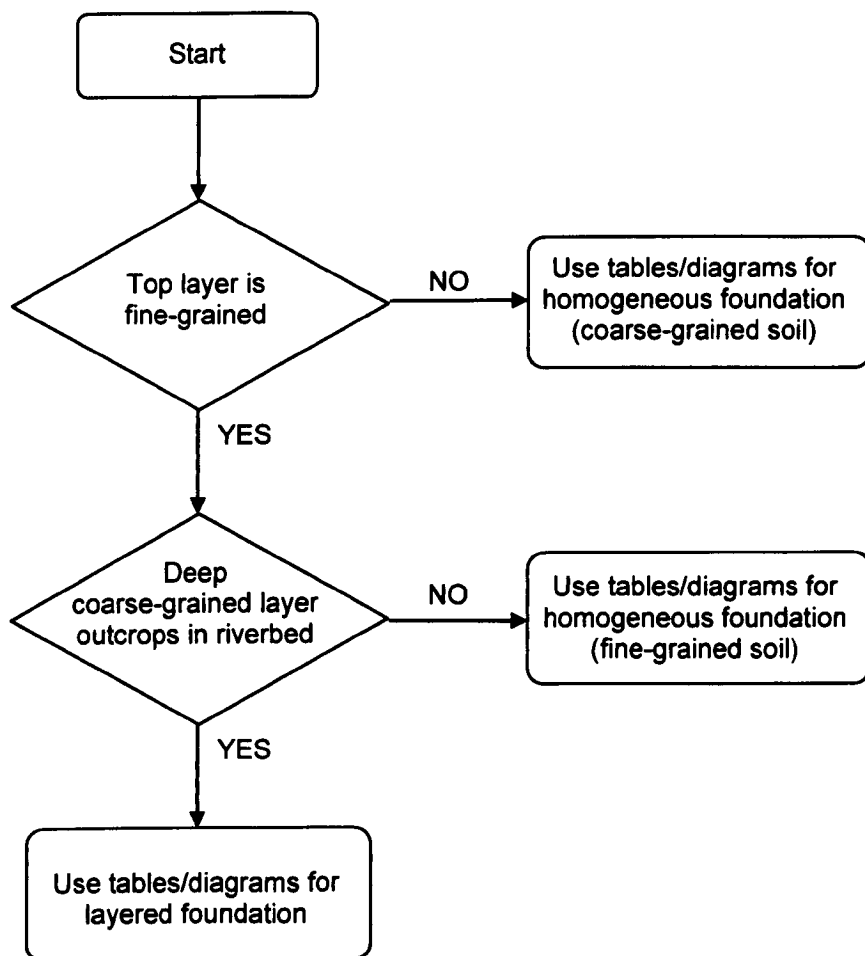 Start
Top layer is
fine-grained
NO
Use tables/diagrams for
homogeneous foundation
(coarse-grained soil)
YES
Deep
coarse-grained layer
outcrops in riverbed
NO
Use tables/diagrams for
homogeneous foundation
(fine-grained soil)
YES
Use tables/diagrams for
layered foundation